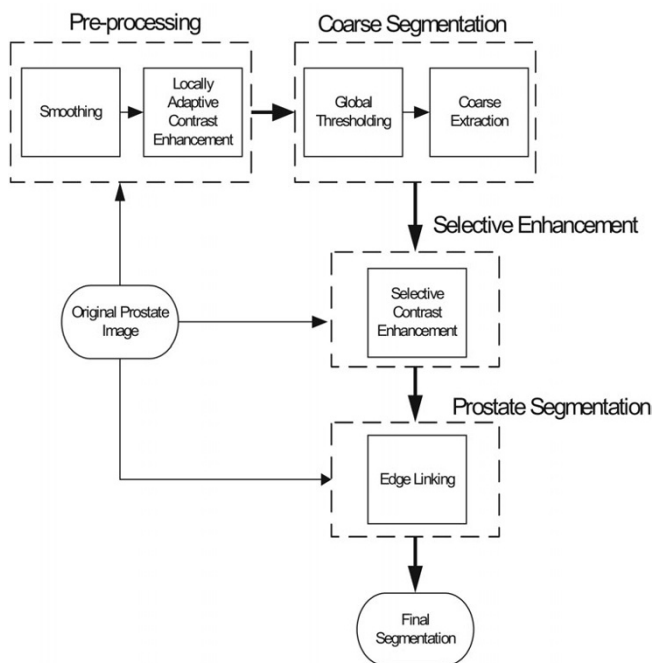 Pre-processing
Coarse Segmentation
Smoothing
Locally
Adaptive
Contrast
Enhancement
Global
Thresholding
Coarse
Extraction
Selective Enhancement
Selective
Contrast
Enhancement
Original Prostate
Image
Prostate Segmentation
Edge Linking
Final
Segmentation